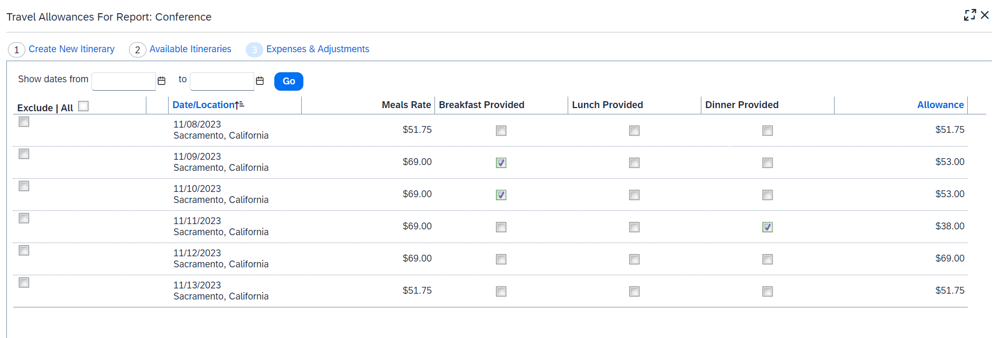 Travel Allowances For Report: Conference
1 Create New Itinerary 2 Available Itineraries 3 Expenses & Adjustments
Show dates from to Go
Exclude | All Date/Location Meals Rate Breakfast Provided Lunch Provided Dinner Provided Allowance
11/08/2023
Sacramento, California
$51.75 $51.75
11/09/2023
Sacramento, California
$69.00 $53.00
11/10/2023
Sacramento, California
$69.00 $53.00
11/11/2023
Sacramento, California
$69.00 $38.00
11/12/2023
Sacramento, California
$69.00 $69.00
11/13/2023
Sacramento, California
$51.75 $51.75